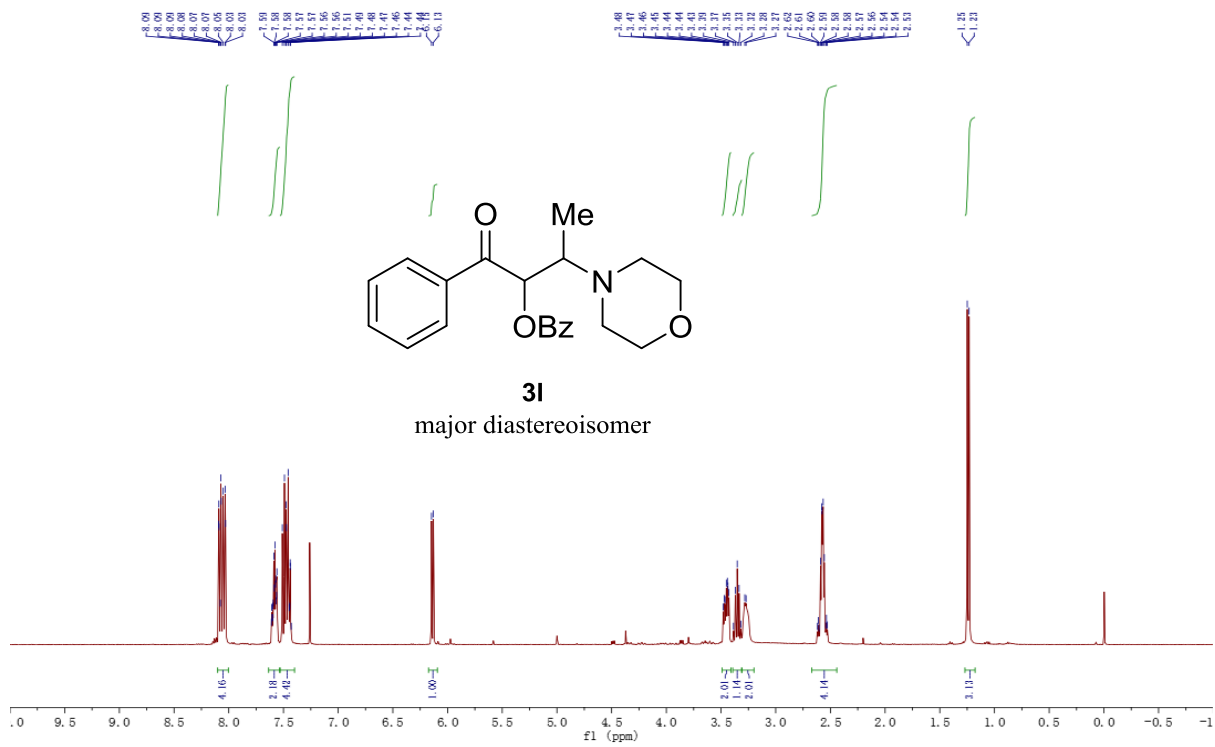 8.09 8.09 8.09 8.08 8.07 8.07 8.05 8.03 8.03 7.59 7.58 7.58 7.57 7.57 7.56 7.56 7.51 7.49 7.48 7.47 7.46 7.44 7.44 6.13 3.48 3.47 3.46 3.45 3.44 3.44 3.43 3.39 3.37 3.35 3.33 3.32 3.28 3.27 2.62 2.61 2.60 2.59 2.58 2.58 2.57 2.56 2.54 2.54 2.53 1.25 1.23
O
Me
N
OBz
O
3l
major diastereoisomer
4.16 2.18 4.42 1.00 2.01 1.14 2.01 4.14 3.13
.0 9.5 9.0 8.5 8.0 7.5 7.0 6.5 6.0 5.5 5.0 4.5 4.0 3.5 3.0 2.5 2.0 1.5 1.0 0.5 0.0 -0.5 -1
f1 (ppm)